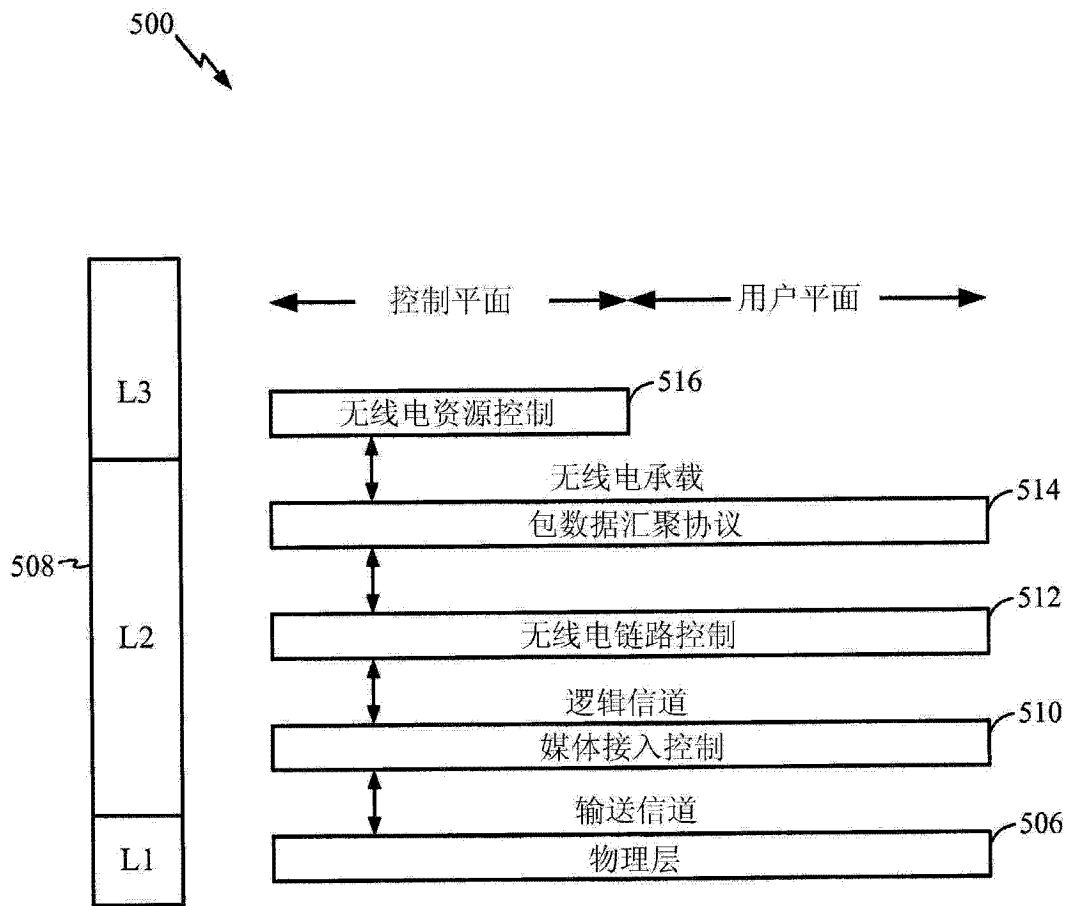 500
控制平面
用户平面
L3
516
无线电资源控制
无线电承载
514
包数据汇聚协议
508
512
L2
无线电链路控制
逻辑信道
510
媒体接入控制
输送信道
506
L1
物理层